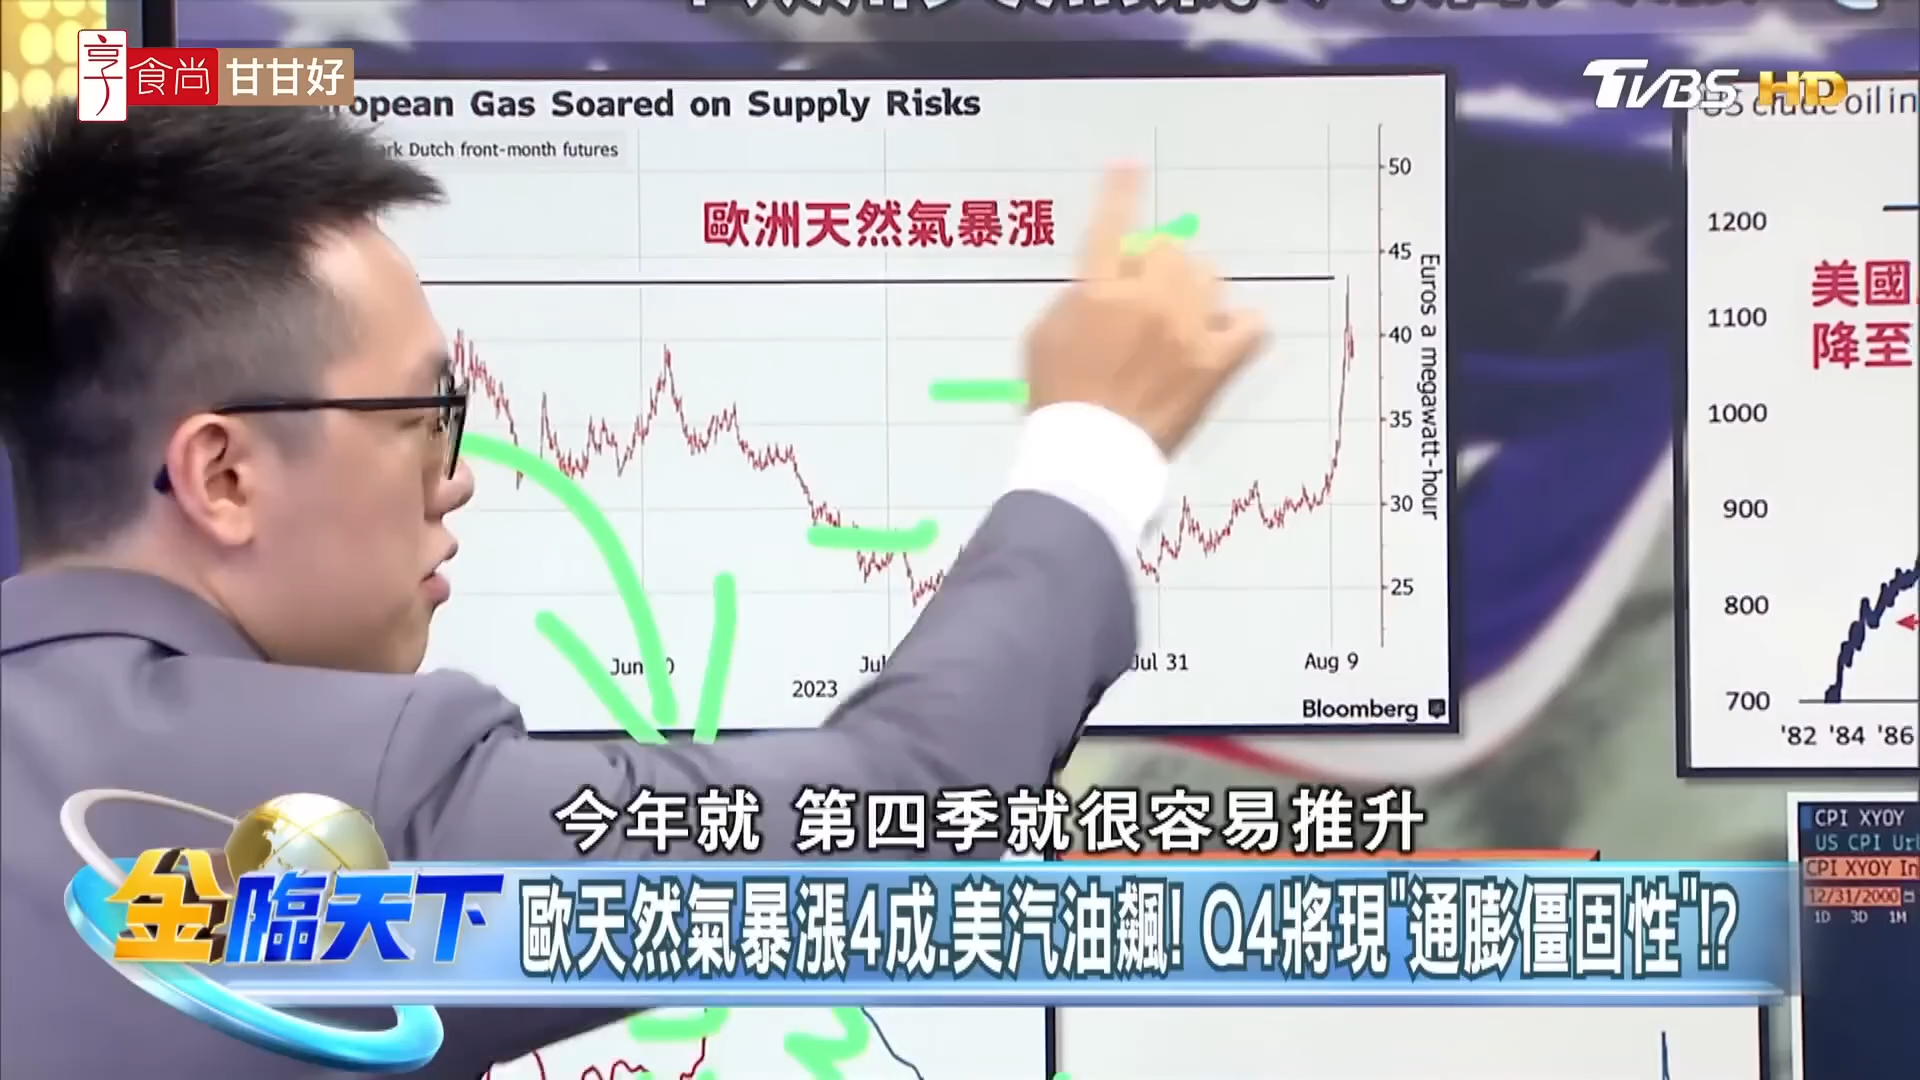 享
食尚
甘甘好
TVBS HD
ropean Gas Soared on Supply Risks
rk Dutch front-month futures
歐洲天然氣暴漲
50
45
40
35
30
25
Euros a megawatt-hour
Jul 31
Aug 9
2023
Bloomberg
US crude oil in
1200
1100
1000
900
800
700
美國
降至
'82 '84 '86
CPI XYOY
US CPI Ur
CPI XYOY In
12/31/2000
1D 3D 1M
今年就 第四季就很容易推升
金臨天下
歐天然氣暴漲4成.美汽油飆! Q4將現"通膨僵固性"!?